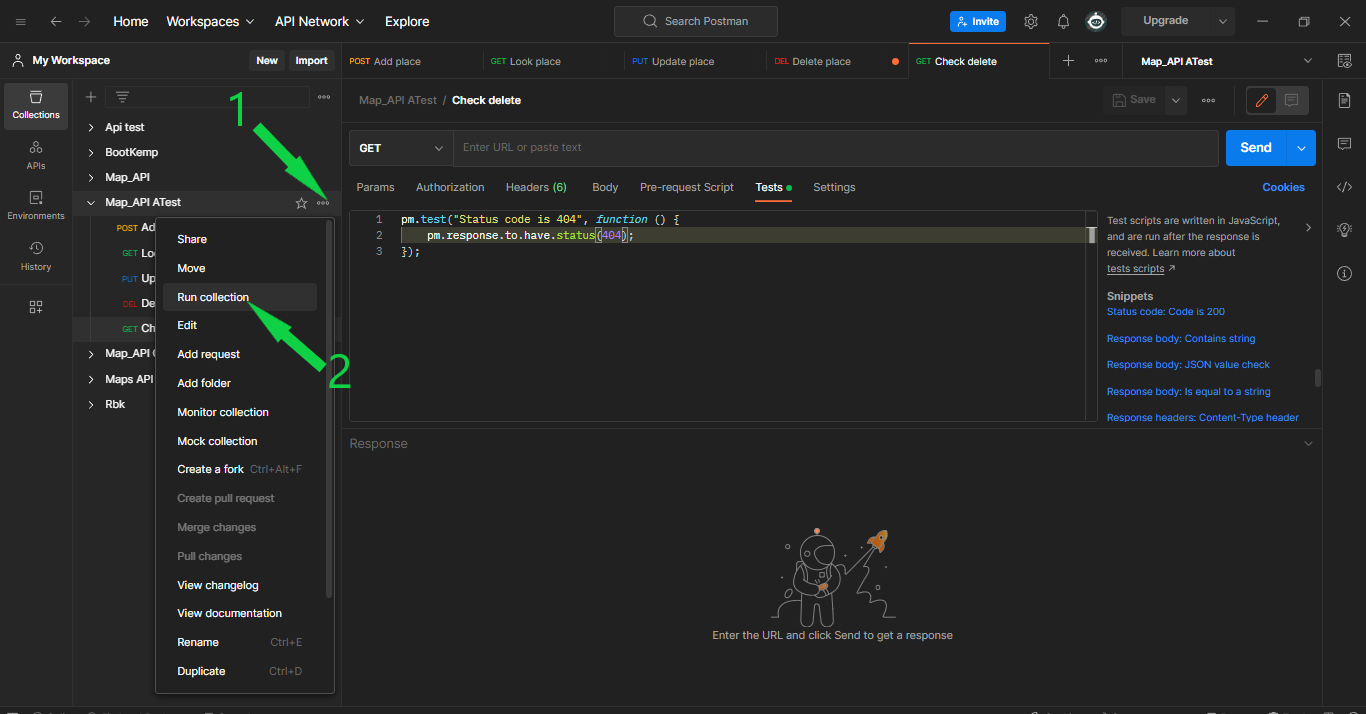 Home Workspaces API Network Explore Search Postman Invite Upgrade
My Workspace New Import POST Add place GET Look place PUT Update place DEL Delete place GET Check delete Map_API ATest
Collections
APIs
Environments
History
1
Api test
BootKemp
Map_API
Map_API ATest
POST Ad
GET Lo
PUT Up
DEL De
GET Ch
Map_API
Maps API
Rbk
Share
Move
Run collection
Edit
Add request
Add folder
Monitor collection
Mock collection
Create a fork Ctrl+Alt+F
Create pull request
Merge changes
Pull changes
View changelog
View documentation
Rename Ctrl+E
Duplicate Ctrl+D
2
Map_API ATest / Check delete Save
GET Enter URL or paste text Send
Params Authorization Headers (6) Body Pre-request Script Tests Settings Cookies
1 pm.test("Status code is 404", function () {
2 pm.response.to.have.status(404);
3 });
Test scripts are written in JavaScript,
and are run after the response is
received. Learn more about
tests scripts ↗
Snippets
Status code: Code is 200
Response body: Contains string
Response body: JSON value check
Response body: Is equal to a string
Response headers: Content-Type header
Response
Enter the URL and click Send to get a response